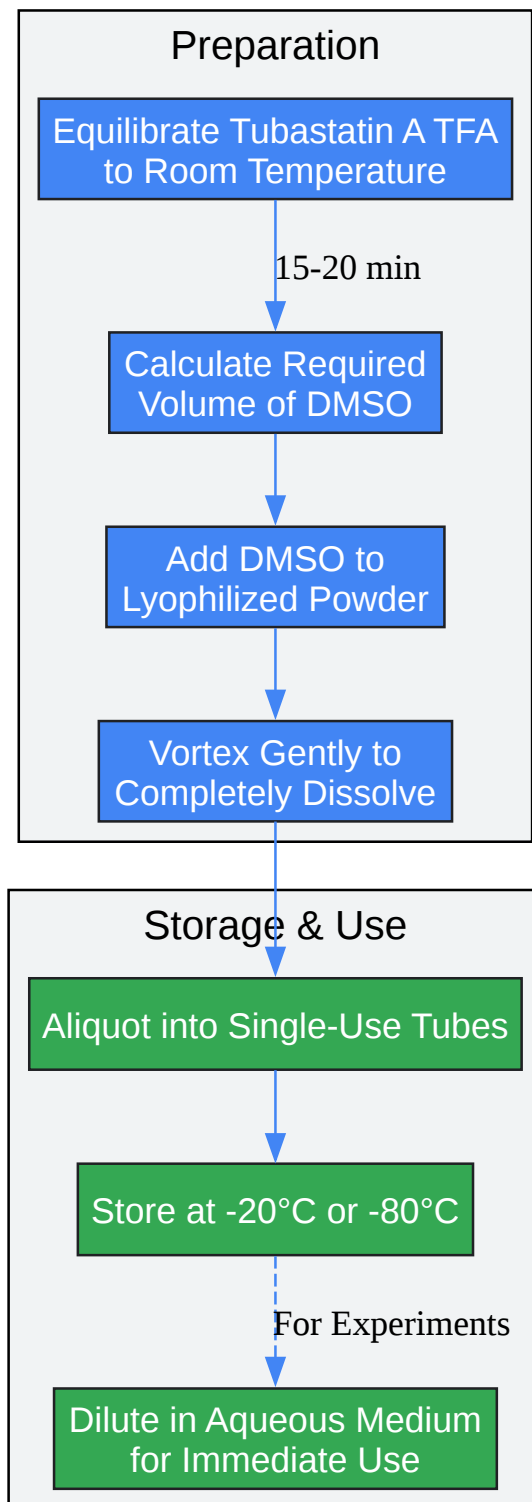 Preparation
Equilibrate Tubastatin A TFA
to Room Temperature
15-20 min
Calculate Required
Volume of DMSO
Add DMSO to
Lyophilized Powder
Vortex Gently to
Completely Dissolve
Storage & Use
Aliquot into Single-Use Tubes
Store at -20°C or -80°C
For Experiments
Dilute in Aqueous Medium
for Immediate Use